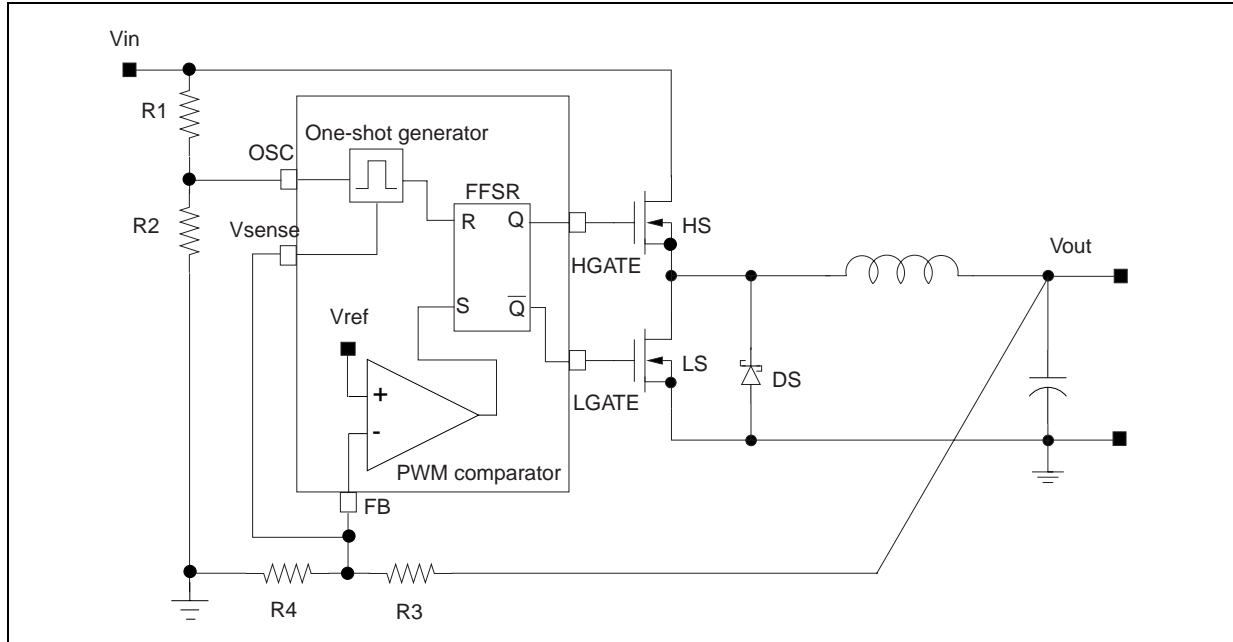 Vin
R1
One-shot generator
OSC
FFSR
R2
R
Q
HS
Vsense
HGATE
Vout
S
Q̅
Vref
LS
DS
+
LGATE
-
PWM comparator
FB
R4
R3